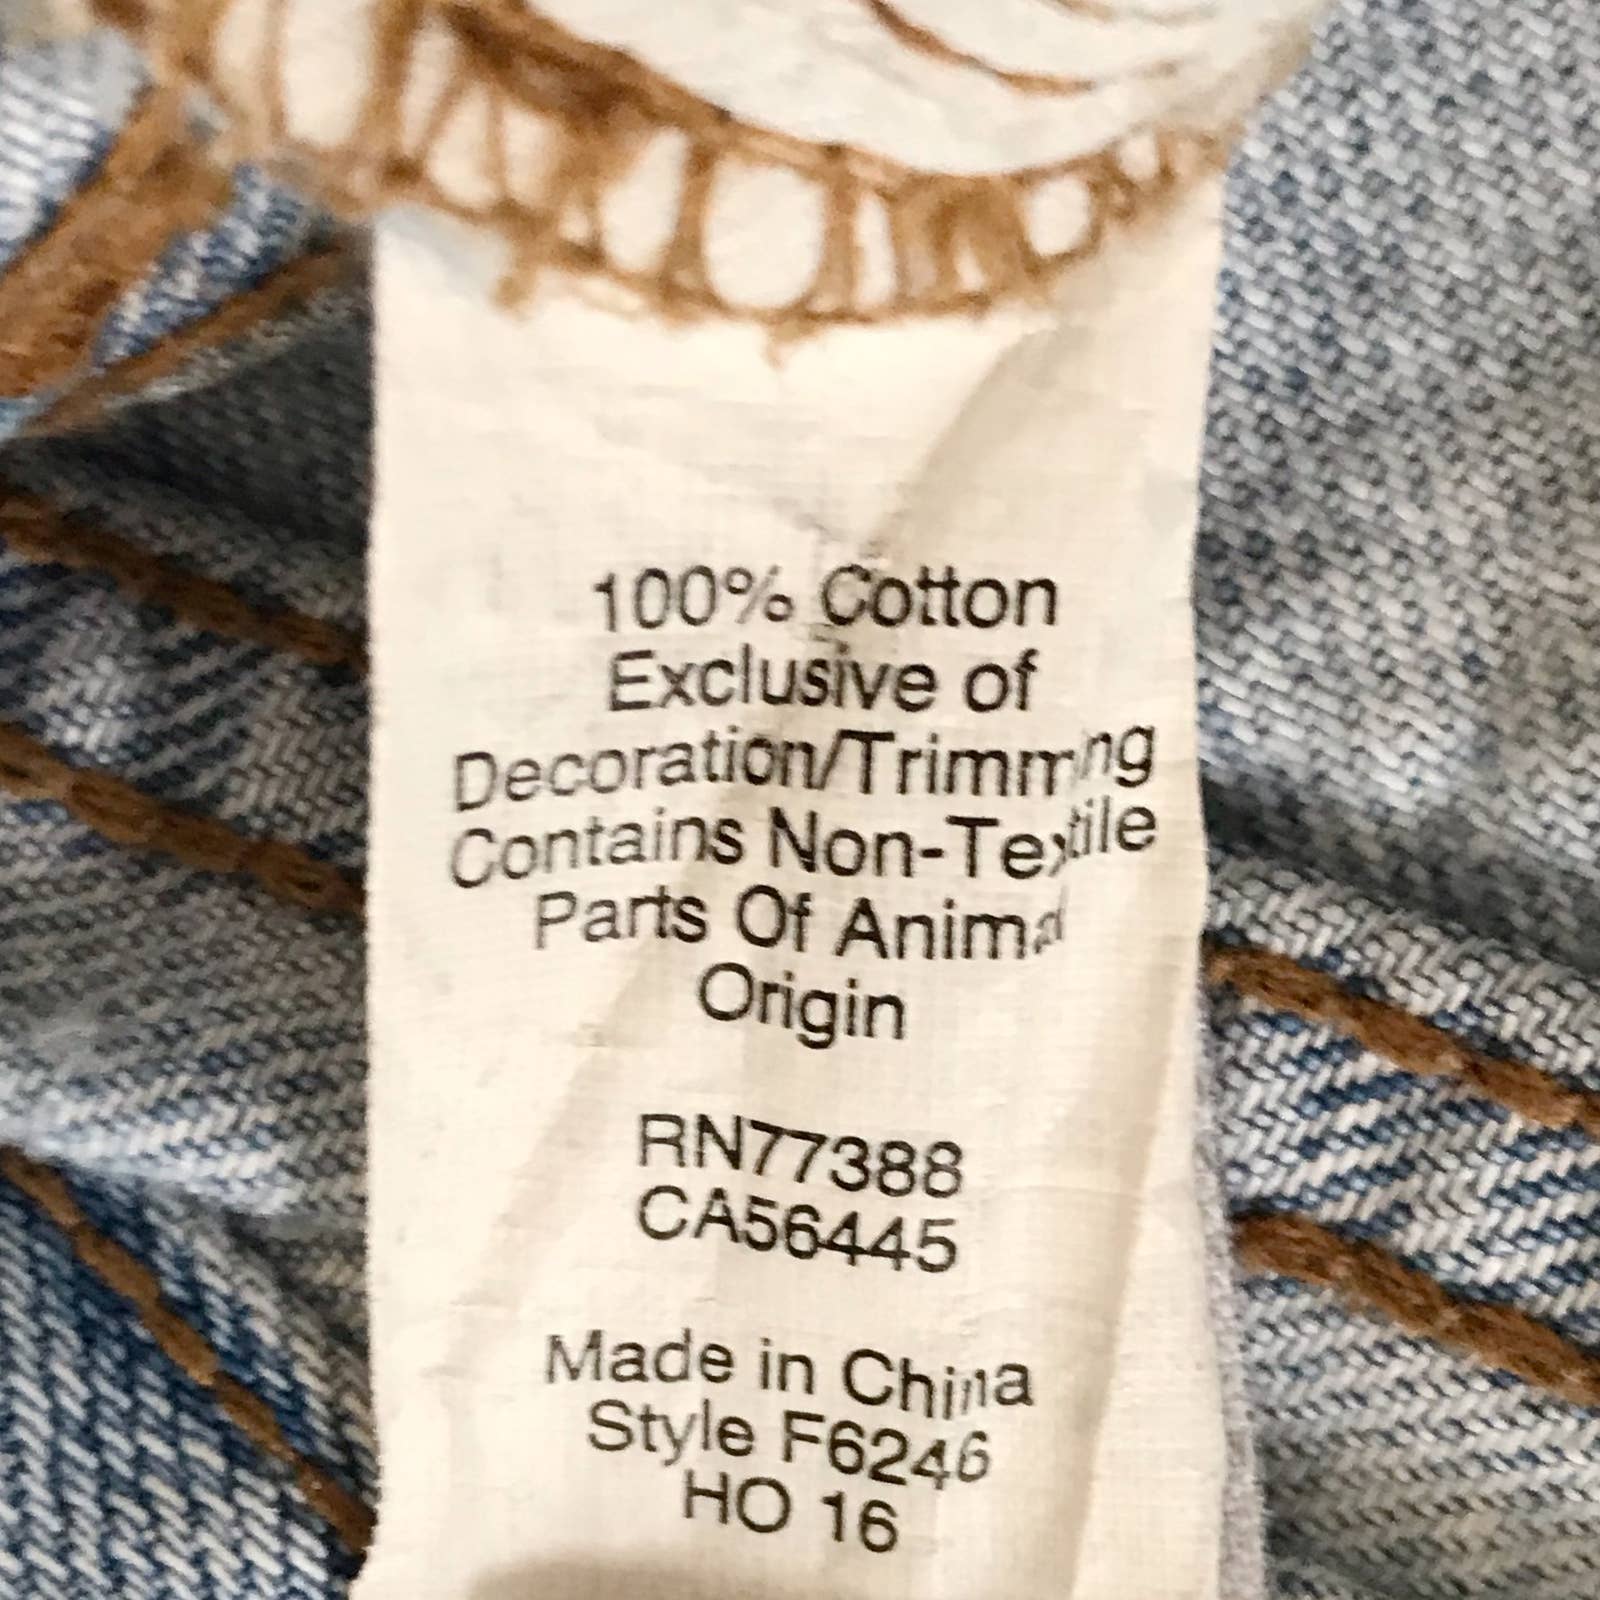 100% Cotton
Exclusive of
Decoration/Trimming
Contains Non-Textile
Parts Of Animal
Origin
RN77388
CA56445
Made in China
Style F6246
HO 16